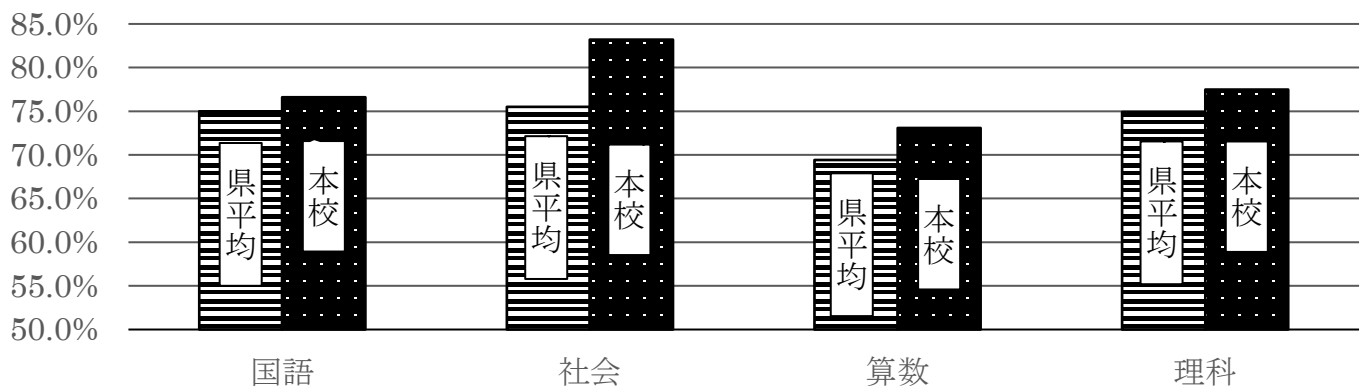 85.0%
80.0%
75.0%
70.0%
65.0%
60.0%
55.0%
50.0%
県平均
本校
県平均
本校
県平均
本校
県平均
本校
国語
社会
算数
理科